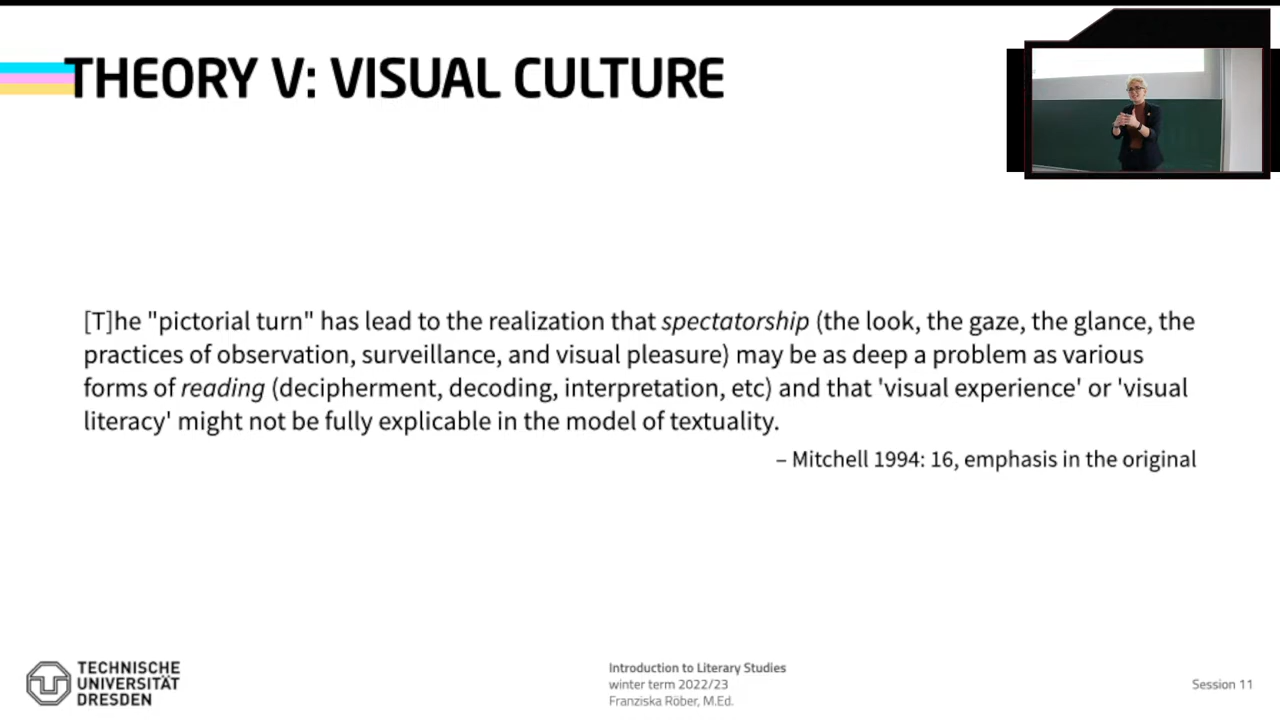 THEORY V: VISUAL CULTURE
[T]he "pictorial turn" has lead to the realization that spectatorship (the look, the gaze, the glance, the
practices of observation, surveillance, and visual pleasure) may be as deep a problem as various
forms of reading (decipherment, decoding, interpretation, etc) and that 'visual experience' or 'visual
literacy' might not be fully explicable in the model of textuality.
– Mitchell 1994: 16, emphasis in the original
TECHNISCHE
UNIVERSITÄT
DRESDEN
Introduction to Literary Studies
winter term 2022/23
Franziska Röber, M.Ed.
Session 11